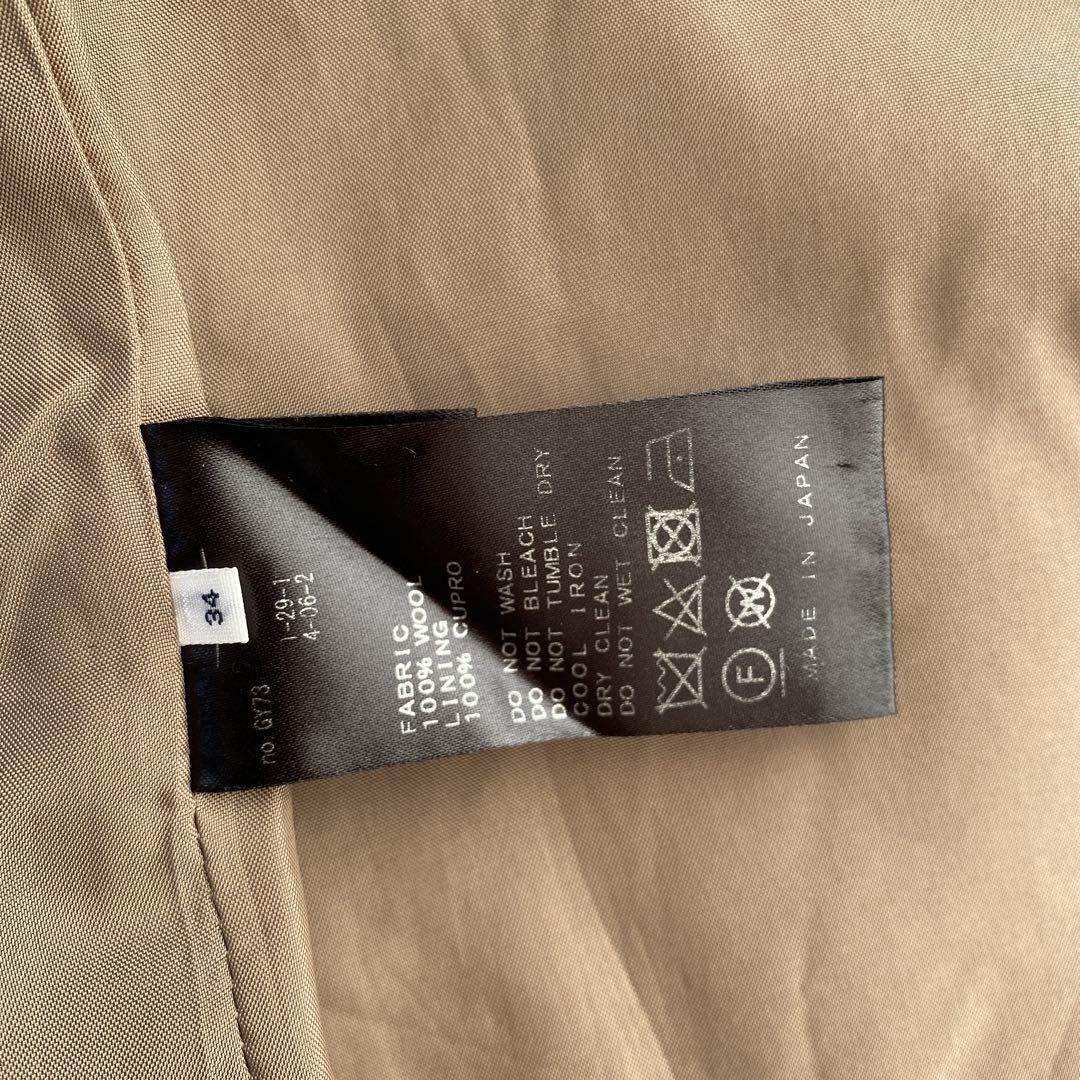 34
no. GY73
1-29-1
4-06-2
FABRIC
100% WOOL
LINING
100% CUPRO
DO NOT WASH
DO NOT BLEACH
DO NOT TUMBLE DRY
COOL IRON
DRY CLEAN
DO NOT WET CLEAN
F
W
MADE IN JAPAN